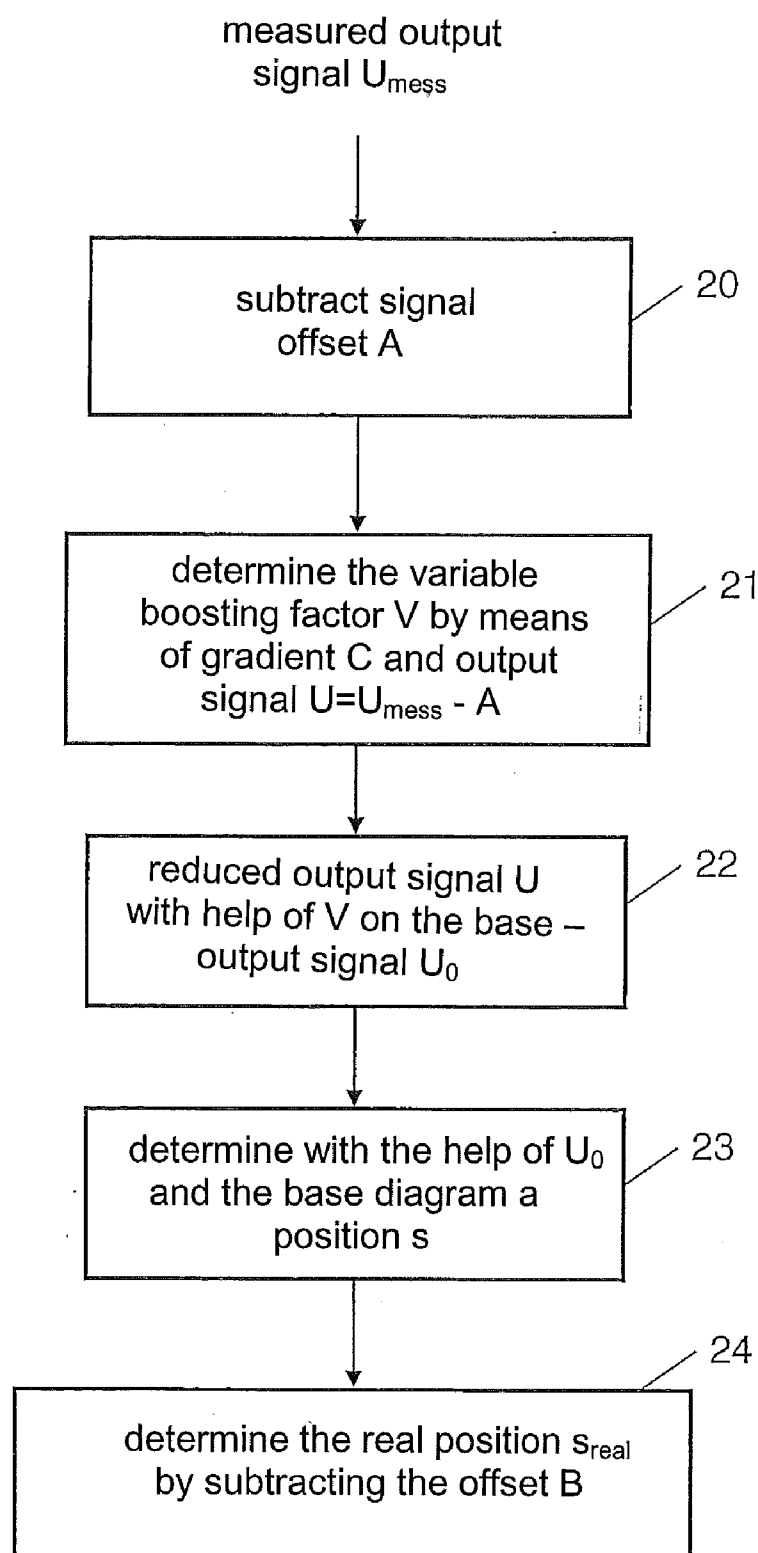 measured output
signal Umess
20
subtract signal
offset A
21
determine the variable
boosting factor V by means
of gradient C and output
signal U=Umess - A
22
reduced output signal U
with help of V on the base –
output signal U0
23
determine with the help of U0
and the base diagram a
position s
24
determine the real position sreal
by subtracting the offset B